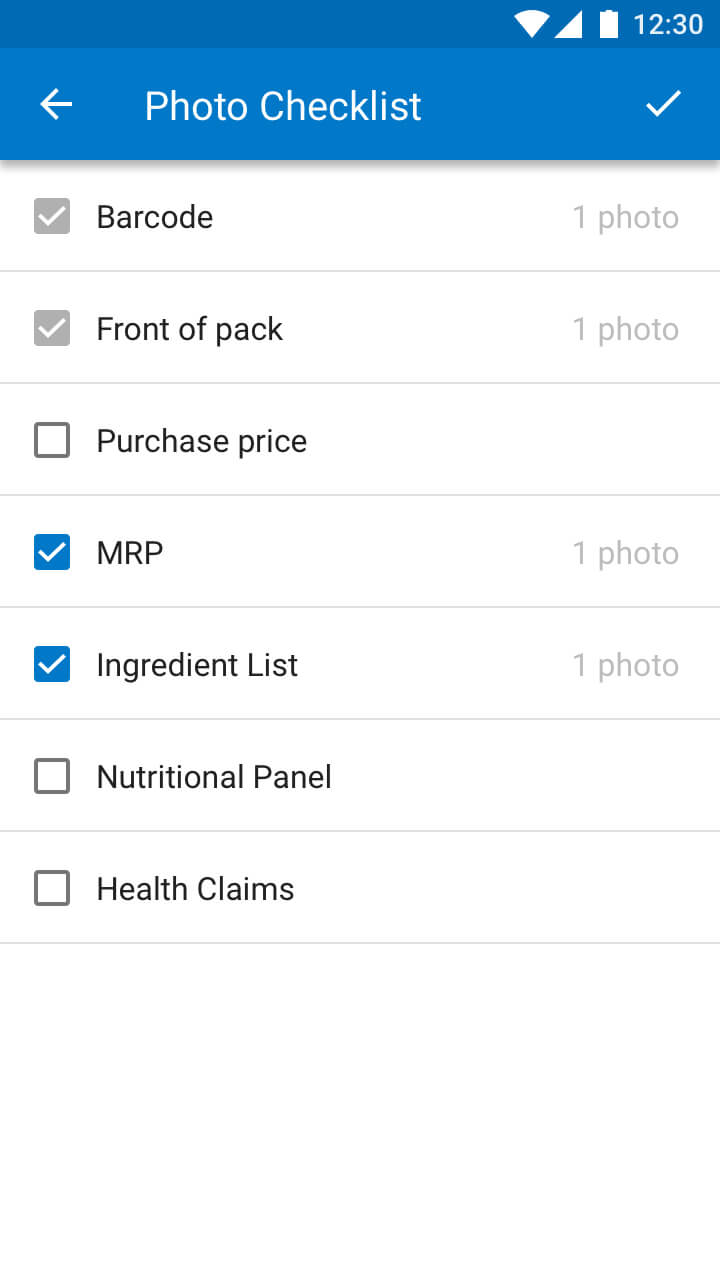 12:30
Photo Checklist
Barcode 1 photo
Front of pack 1 photo
Purchase price
MRP 1 photo
Ingredient List 1 photo
Nutritional Panel
Health Claims